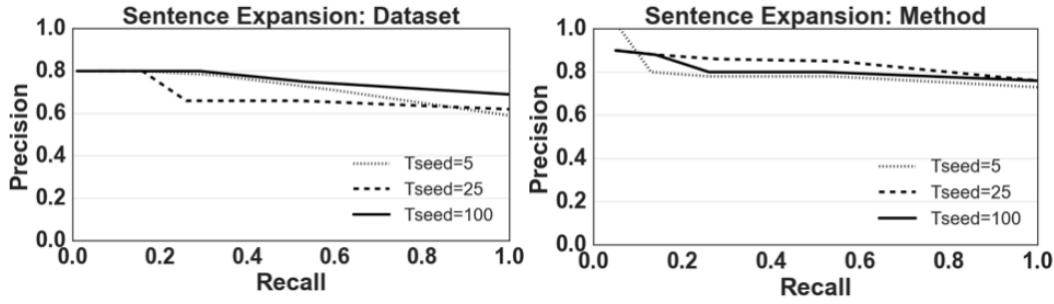 Sentence Expansion: Dataset
1.0
0.8
0.6
0.4
0.2
0.0
Precision
Tseed=5
Tseed=25
Tseed=100
0.0 0.2 0.4 0.6 0.8 1.0
Recall
Sentence Expansion: Method
1.0
0.8
0.6
0.4
0.2
0.0
Precision
Tseed=5
Tseed=25
Tseed=100
0.0 0.2 0.4 0.6 0.8 1.0
Recall